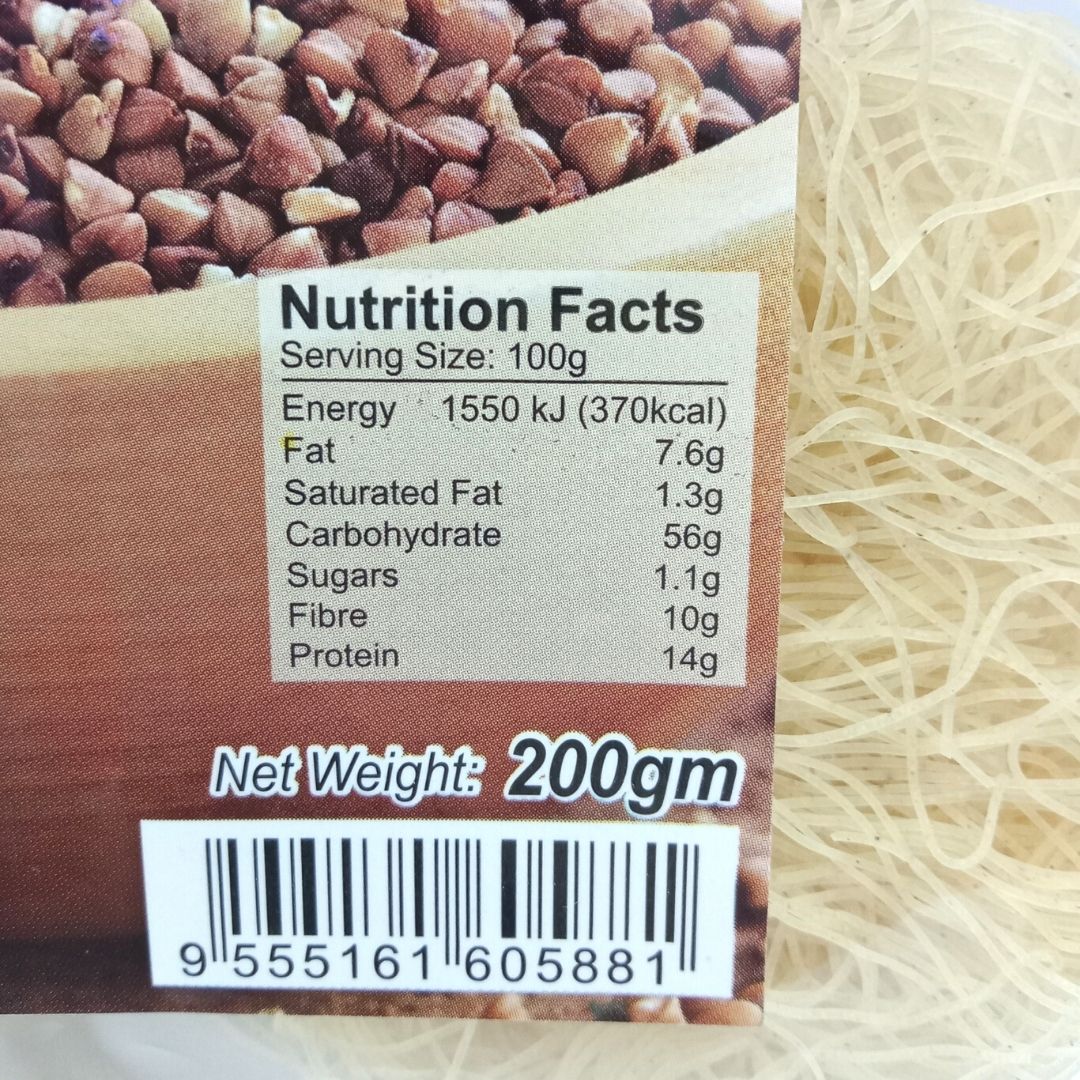 Nutrition Facts
Serving Size: 100g
Energy 1550 kJ (370kcal)
Fat 7.6g
Saturated Fat 1.3g
Carbohydrate 56g
Sugars 1.1g
Fibre 10g
Protein 14g
Net Weight: 200gm
9 555161 605881